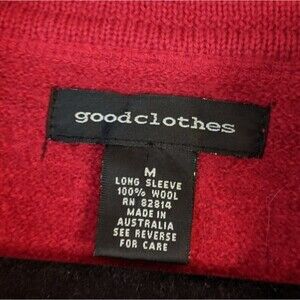 goodclothes
M
LONG SLEEVE
100% WOOL
RN 82814
MADE IN
AUSTRALIA
SEE REVERSE
FOR CARE